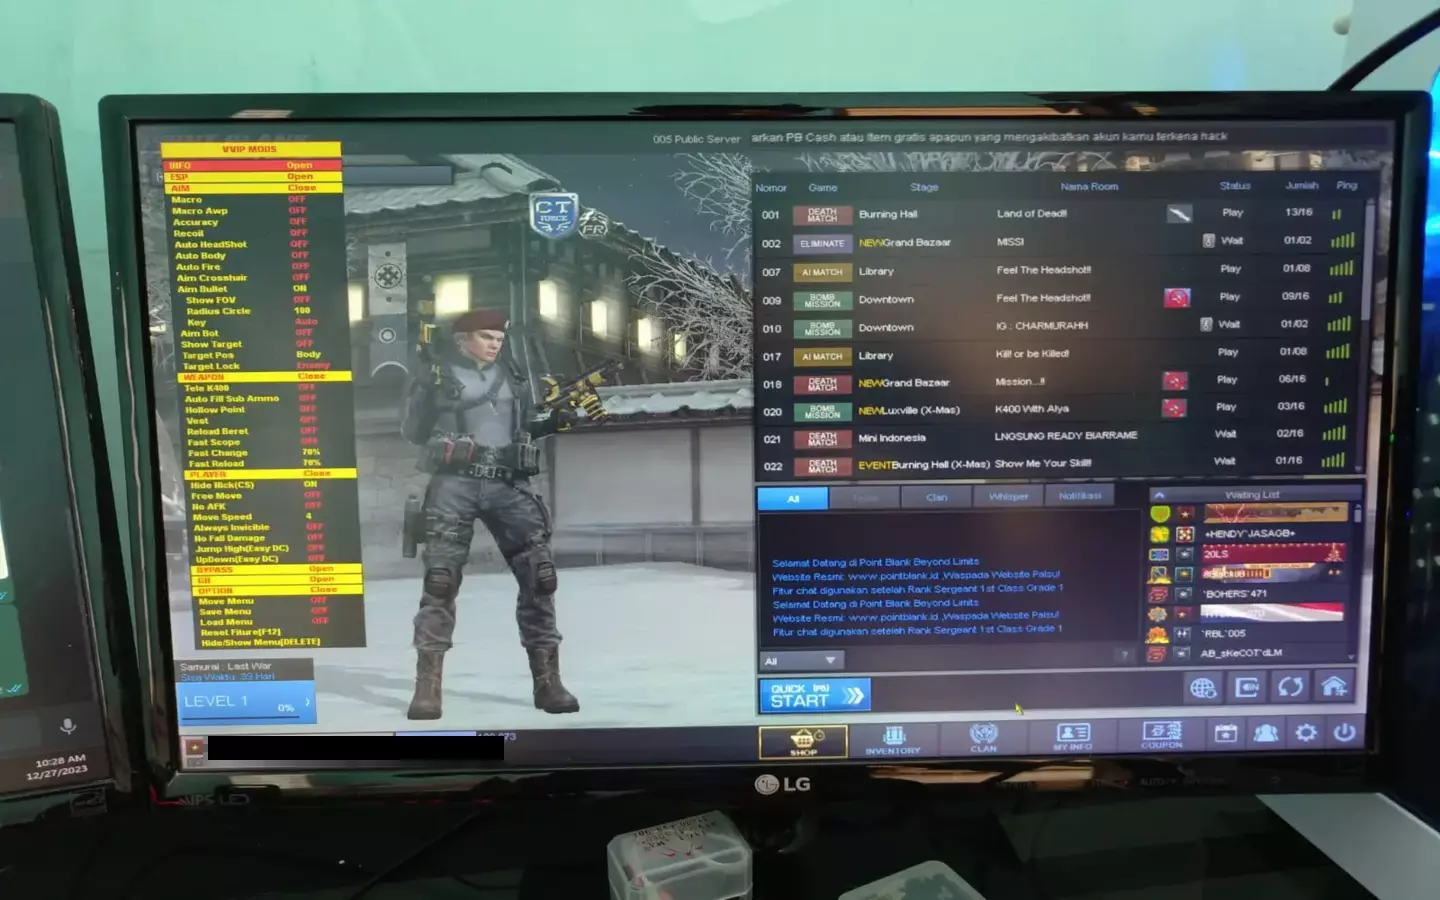 VVIP MODS
INFO Open
ESP Open
AIM Close
Macro OFF
Macro Awp OFF
Accuracy OFF
Recoil OFF
Auto HeadShot OFF
Auto Body OFF
Auto Fire OFF
Aim Crosshair OFF
Aim Bullet ON
Show FOV OFF
Radius Circle 100
Key Auto
Aim Bot OFF
Show Target OFF
Target Pos Body
Target Lock Enemy
WEAPON Close
Tele K400 OFF
Auto Fill Sub Ammo OFF
Hollow Point OFF
Vest OFF
Reload Beret OFF
Fast Scope OFF
Fast Change 70%
Fast Reload 70%
PLAYER Close
Hide Nick(CS) ON
Free Move OFF
No AFK OFF
Move Speed 4
Always Invicible OFF
No Fall Damage OFF
Jump High(Easy DC) OFF
UpDown(Easy DC) OFF
BYPASS Open
Open
OPTION Close
Move Menu OFF
Save Menu OFF
Load Menu OFF
Reset Fiture[F12]
Hide/Show Menu[DELETE]
Samurai : Last War
Sisa Waktu :39 Hari
LEVEL 1 0%
CT FORCE
FR
005 Public Server
arkan PB Cash atau Item gratis apapun yang mengakibatkan akun kamu terkena hack
Nomor Game Stage Nama Room Status Jumlah Ping
001 DEATH MATCH Burning Hall Land of Dead!! Play 13/16
002 ELIMINATE NEWGrand Bazaar MISSI Wait 01/02
007 AI MATCH Library Feel The Headshot!! Play 01/08
009 BOMB MISSION Downtown Feel The Headshot!! Play 09/16
010 BOMB MISSION Downtown IG : CHARMURAHH Wait 01/02
017 AI MATCH Library Kill or be Killed! Play 01/08
018 DEATH MATCH NEWGrand Bazaar Mission...!! Play 06/16
020 BOMB MISSION NEWLuxville (X-Mas) K400 With Alya Play 03/16
021 DEATH MATCH Mini Indonesia LNGSUNG READY BIARRAME Wait 02/16
022 DEATH MATCH EVENTBurning Hall (X-Mas) Show Me Your Skill!! Wait 01/16
All Clan Whisper Notifikasi
Selamat Datang di Point Blank Beyond Limits
Website Resmi: www.pointblank.id ,Waspada Website Palsu!
Fitur chat digunakan setelah Rank Sergeant 1st Class Grade 1
Selamat Datang di Point Blank Beyond Limits
Website Resmi: www.pointblank.id ,Waspada Website Palsu!
Fitur chat digunakan setelah Rank Sergeant 1st Class Grade 1
All ?
Waiting List
+HENDY`JASAGB+
20LS
`BOHERS`471
`RBL`005
AB_sKeCOT`dLM
QUICK START
SHOP INVENTORY CLAN MY INFO COUPON
LG
10:28 AM
12/27/2023